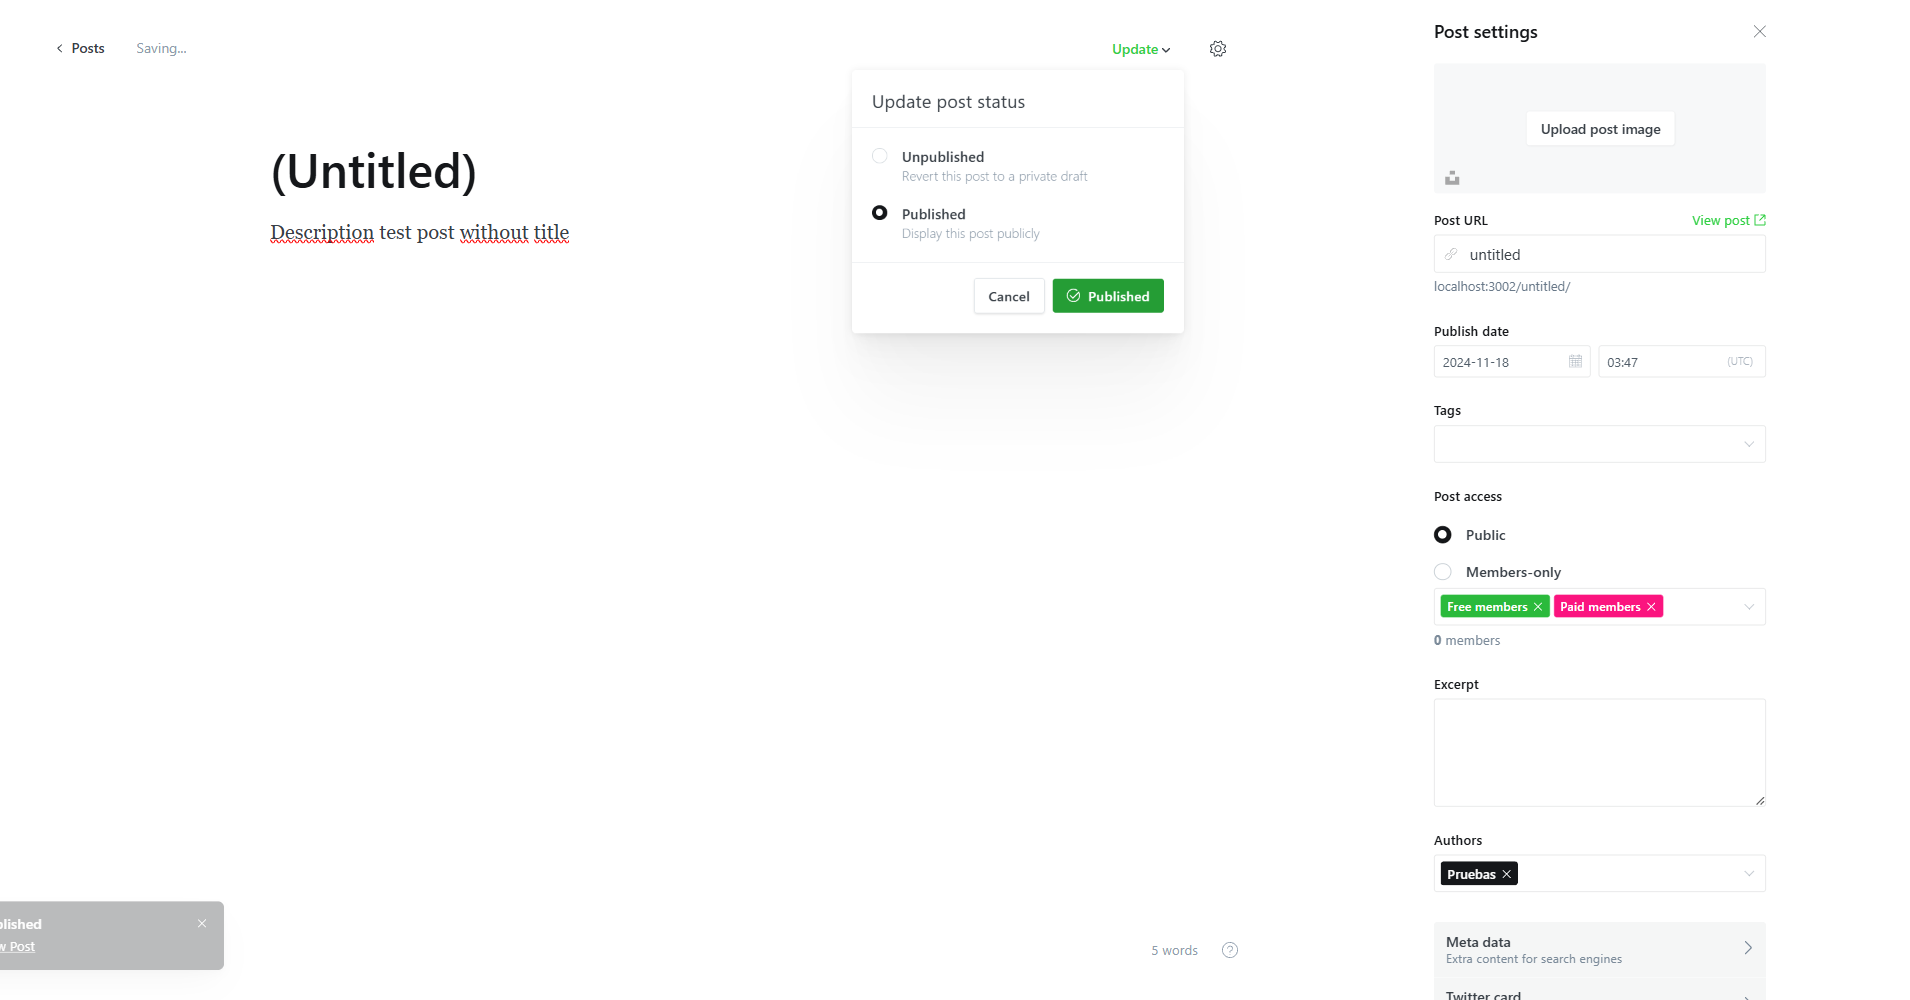 Posts
Saving...
Update
(Untitled)
Description test post without title
Update post status
Unpublished
Revert this post to a private draft
Published
Display this post publicly
Cancel
Published
Post settings
Upload post image
Post URL
View post
untitled
localhost:3002/untitled/
Publish date
2024-11-18
03:47
(UTC)
Tags
Post access
Public
Members-only
Free members
Paid members
0 members
Excerpt
Authors
Pruebas
Meta data
Extra content for search engines
Twitter card
5 words
Post